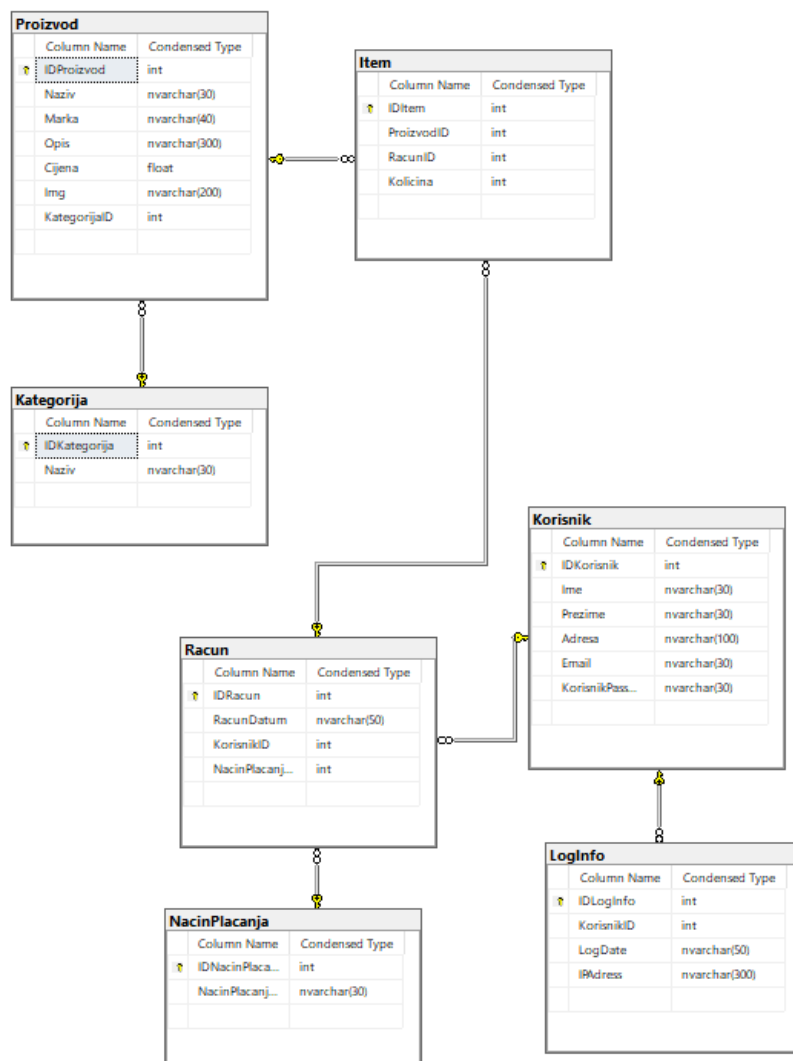 Proizvod
Column Name Condensed Type
IDProizvod int
Naziv nvarchar(30)
Marka nvarchar(40)
Opis nvarchar(300)
Cijena float
Img nvarchar(200)
KategorijaID int
Item
Column Name Condensed Type
IDItem int
ProizvodID int
RacunID int
Kolicina int
Kategorija
Column Name Condensed Type
IDKategorija int
Naziv nvarchar(30)
Korisnik
Column Name Condensed Type
IDKorisnik int
Ime nvarchar(30)
Prezime nvarchar(30)
Adresa nvarchar(100)
Email nvarchar(30)
KorisnikPass... nvarchar(30)
Racun
Column Name Condensed Type
IDRacun int
RacunDatum nvarchar(50)
KorisnikID int
NacinPlacanj... int
LogInfo
Column Name Condensed Type
IDLogInfo int
KorisnikID int
LogDate nvarchar(50)
IPAdress nvarchar(300)
NacinPlacanja
Column Name Condensed Type
IDNacinPlaca... int
NacinPlacanj... nvarchar(30)